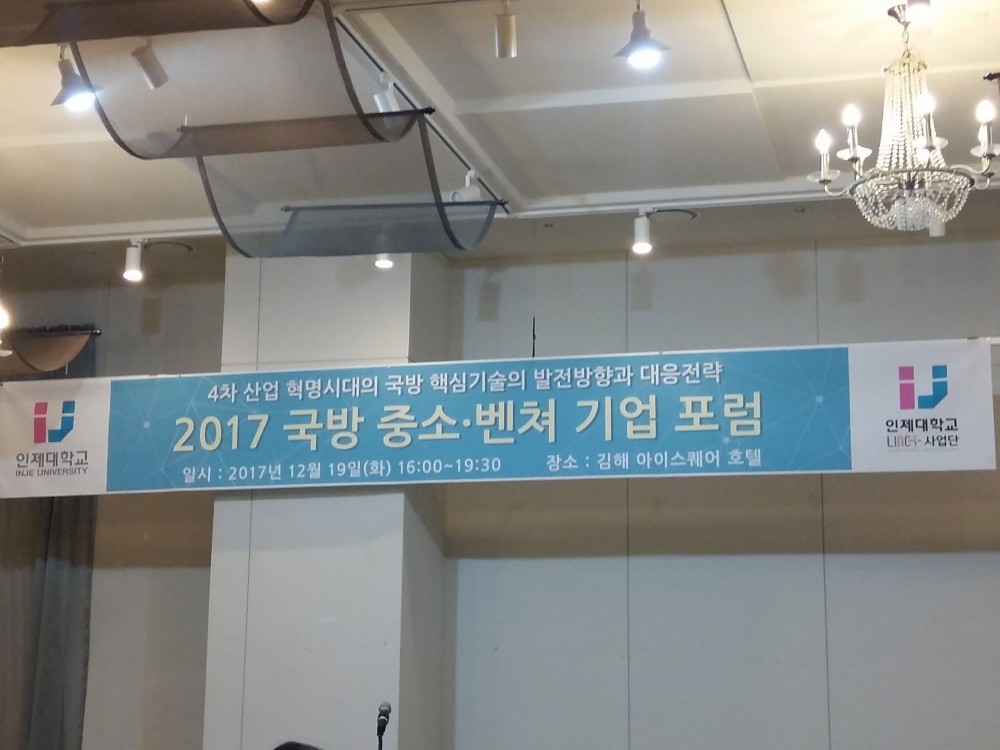 4차 산업 혁명시대의 국방 핵심기술의 발전방향과 대응전략
2017 국방 중소·벤쳐 기업 포럼
일시 : 2017년 12월 19일(화) 16:00~19:30 장소 : 김해 아이스퀘어 호텔
인제대학교
INJE UNIVERSITY
인제대학교
LINC+ 사업단